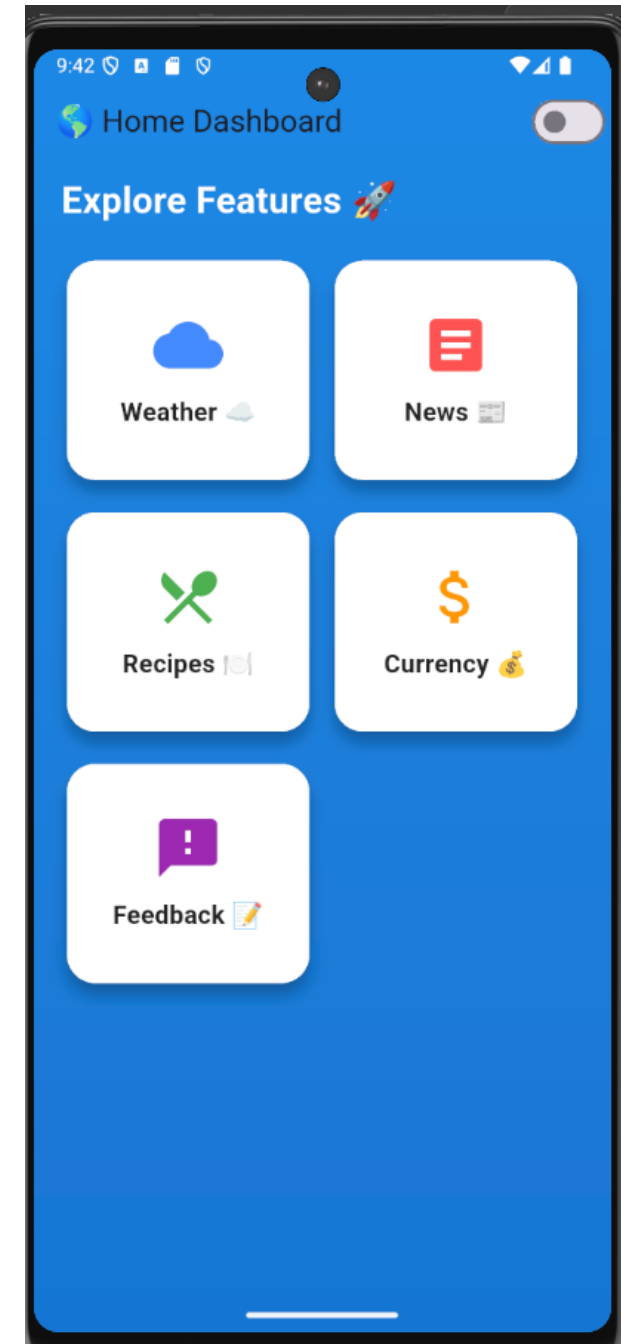 9:42
🌎 Home Dashboard
Explore Features 🚀
Weather ☁️
News 📰
Recipes 🍽️
Currency 💰
Feedback 📝